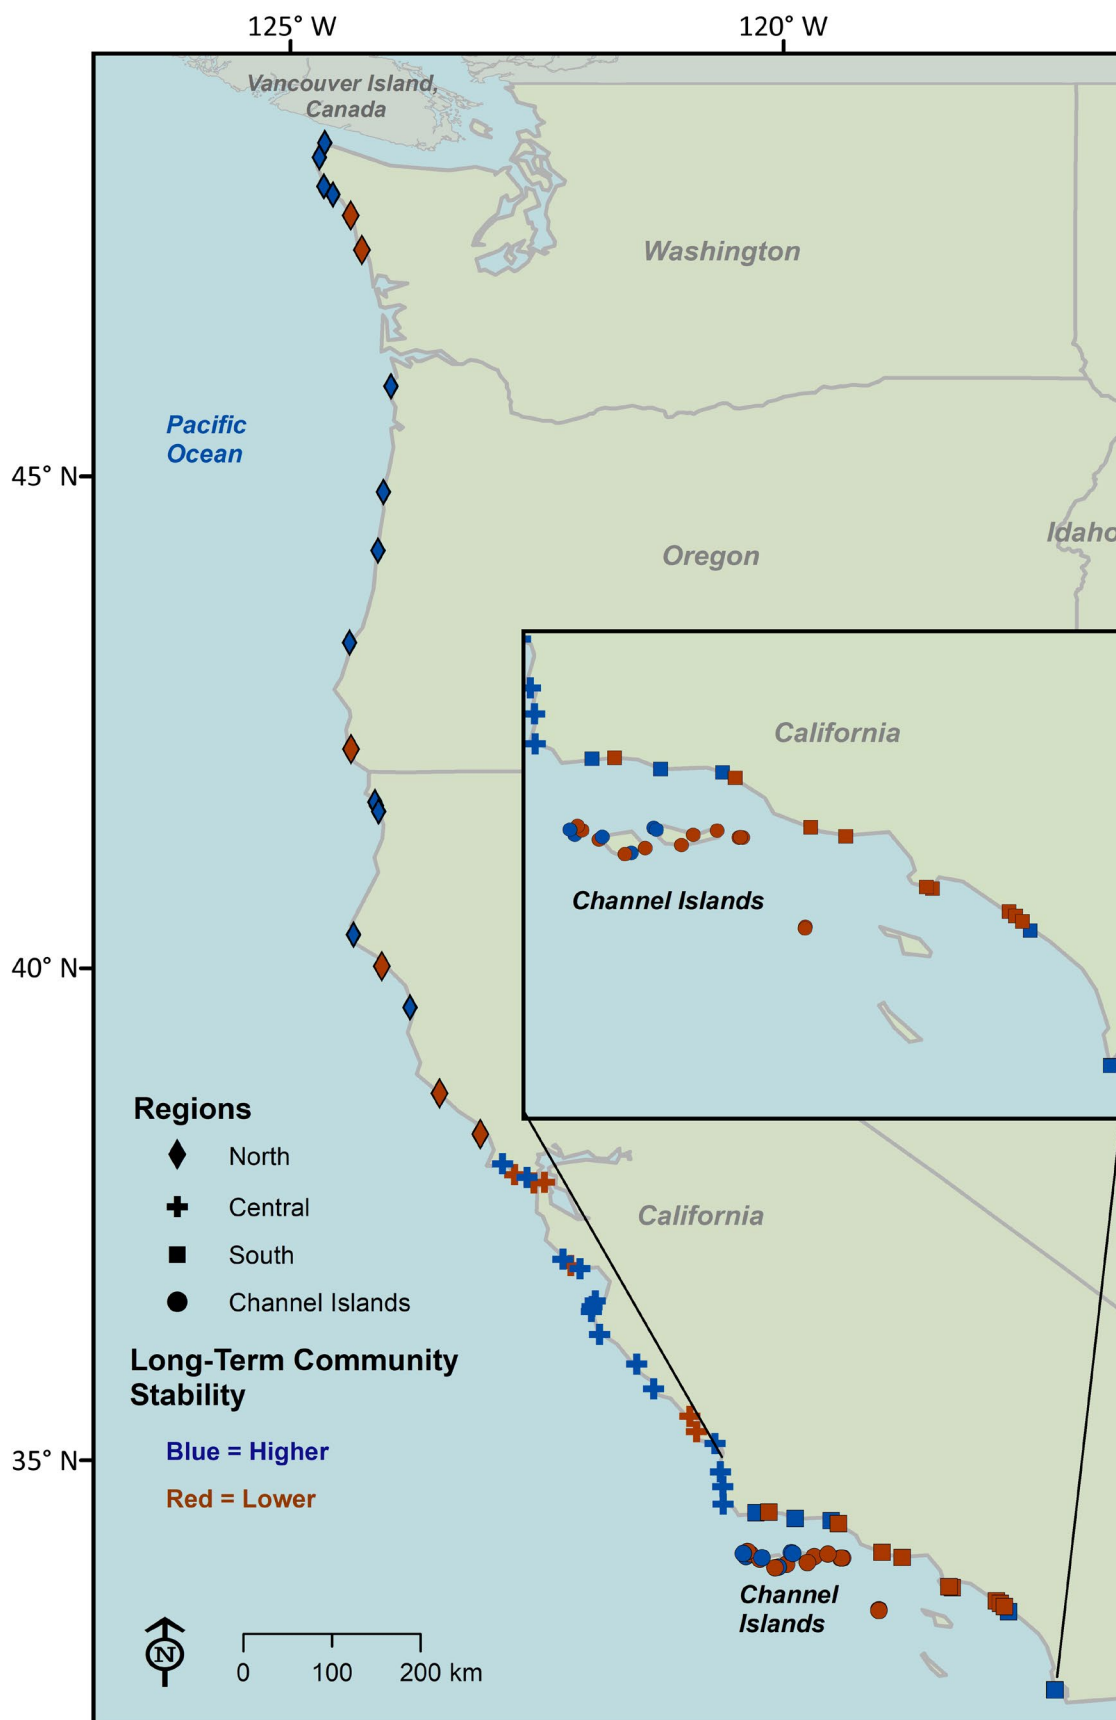 125° W
120° W
Vancouver Island,
Canada
Washington
Pacific
Ocean
45° N
Oregon
Idaho
California
Channel Islands
40° N
Regions
North
Central
South
Channel Islands
California
Long-Term Community
Stability
Blue = Higher
Red = Lower
35° N
Channel
Islands
N
0 100 200 km